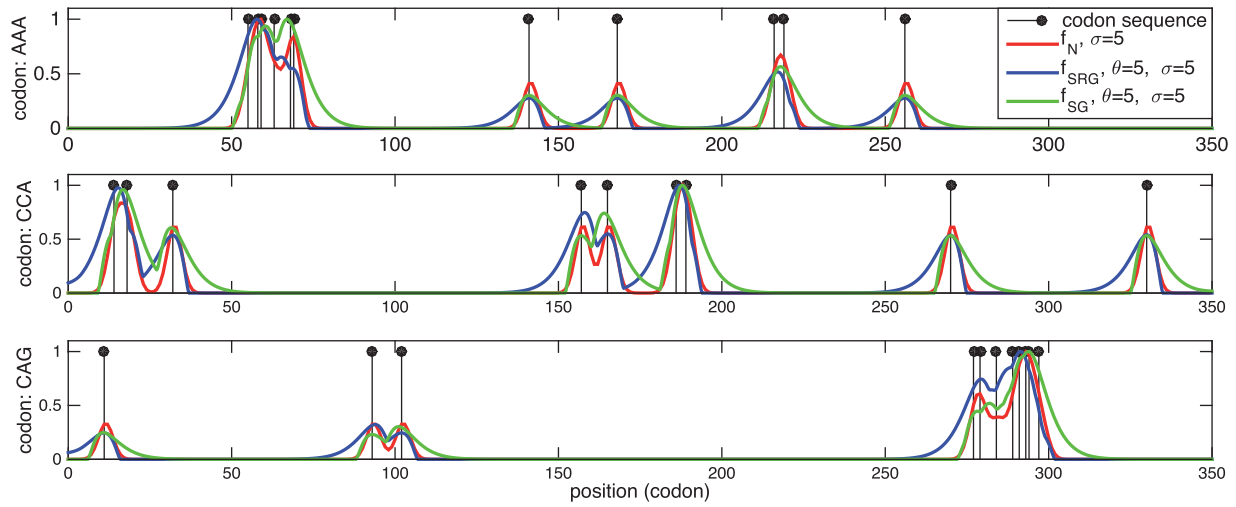 codon: AAA
1
0.5
0
0 50 100 150 200 250 300 350
codon sequence
f_N, σ=5
f_SRG, θ=5, σ=5
f_SG, θ=5, σ=5
codon: CCA
1
0.5
0
0 50 100 150 200 250 300 350
codon: CAG
1
0.5
0
0 50 100 150 200 250 300 350
position (codon)